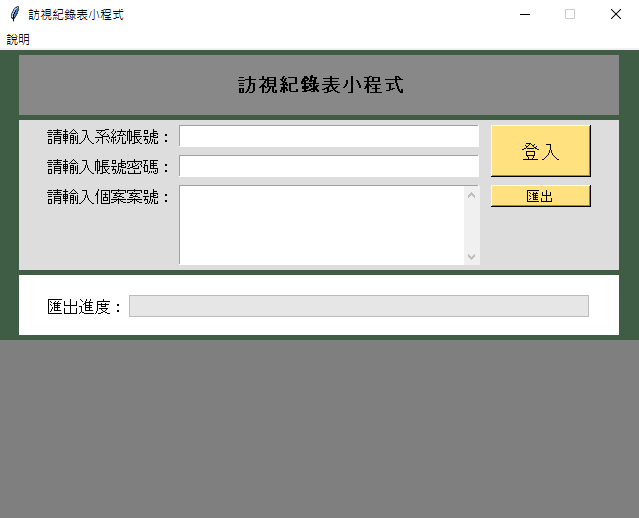 訪視紀錄表小程式
說明
訪視紀錄表小程式
請輸入系統帳號：
登入
請輸入帳號密碼：
請輸入個案案號：
匯出
匯出進度：